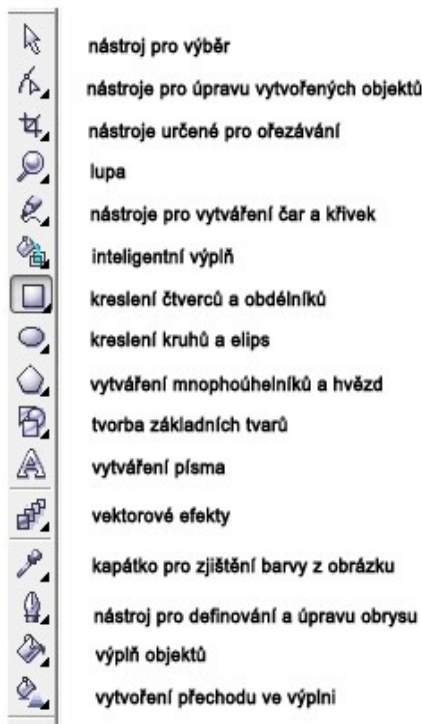 nástroj pro výběr
nástroje pro úpravu vytvořených objektů
nástroje určené pro ořezávání
lupa
nástroje pro vytváření čar a křivek
inteligentní výplň
kreslení čtverců a obdélníků
kreslení kruhů a elips
vytváření mnophoúhelníků a hvězd
tvorba základních tvarů
vytváření písma
vektorové efekty
kapátko pro zjištění barvy z obrázku
nástroj pro definování a úpravu obrysu
výplň objektů
vytvoření přechodu ve výplni